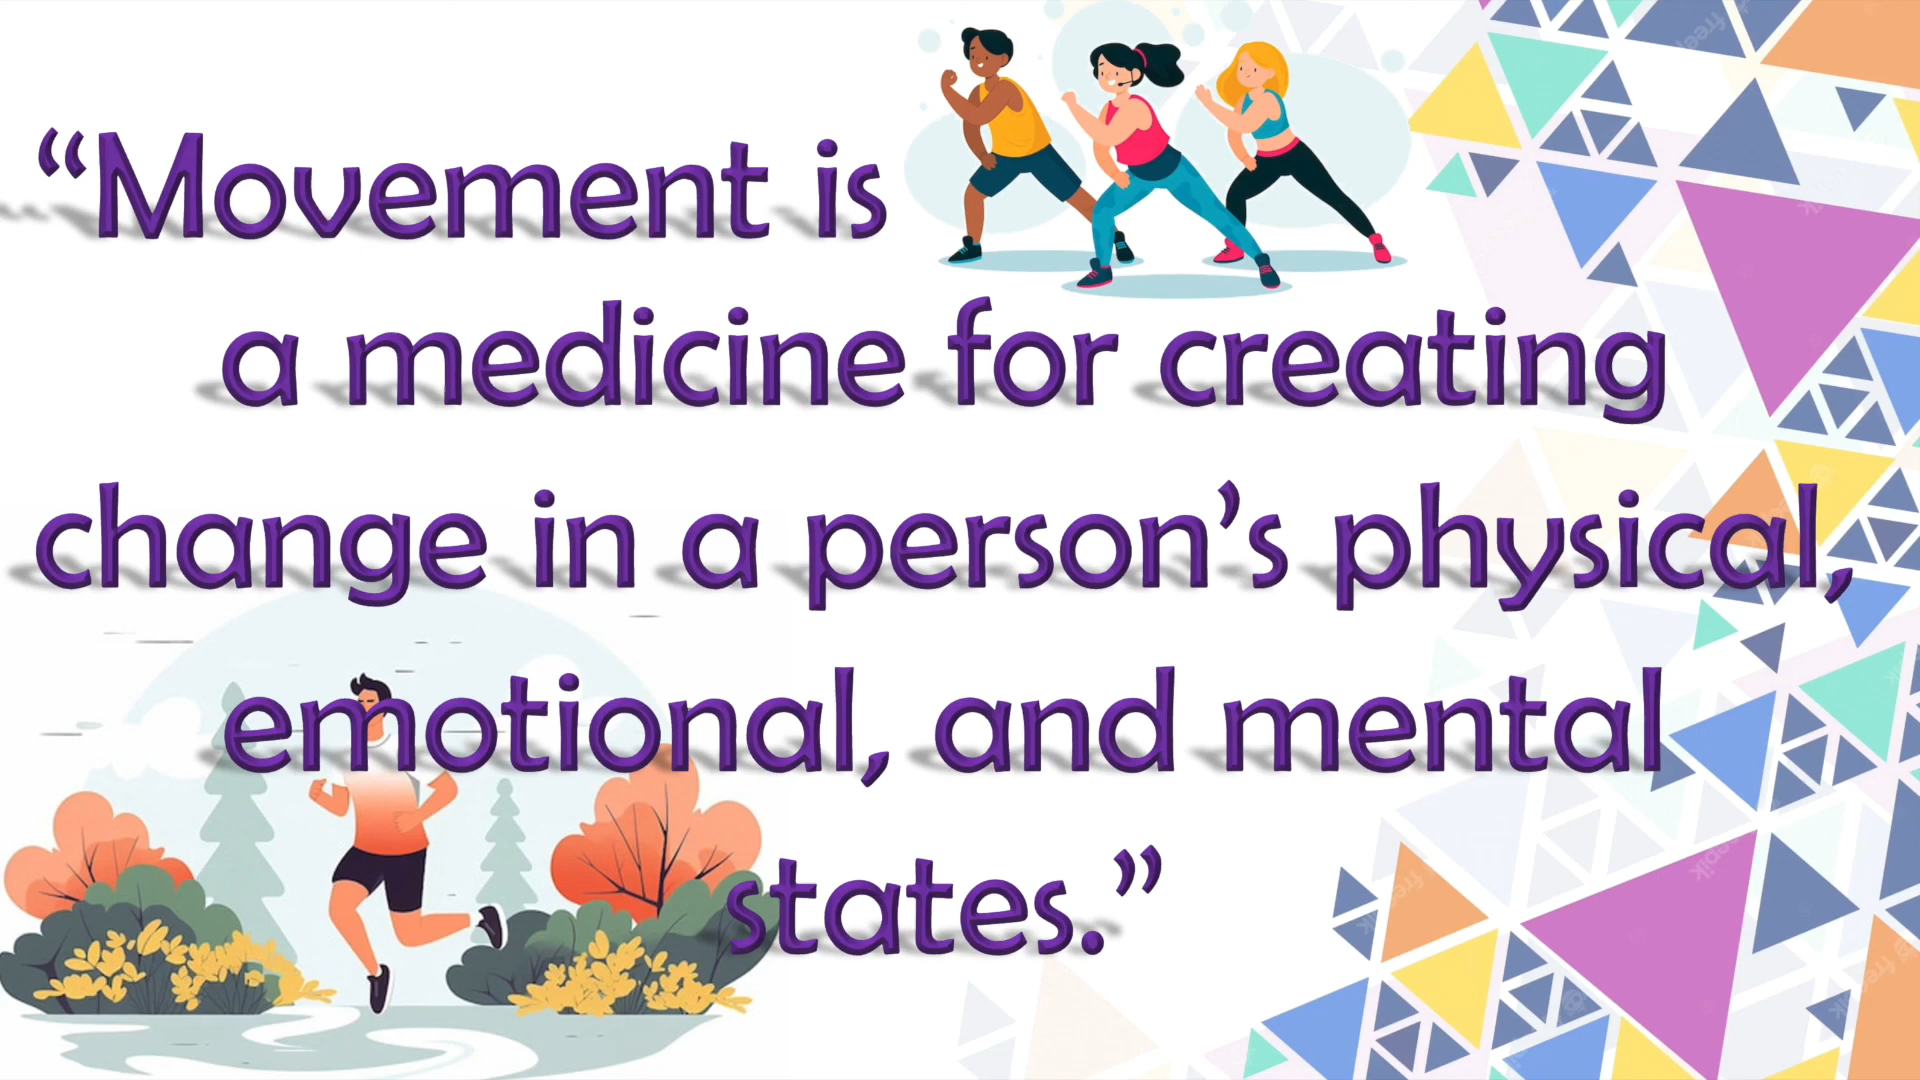 “Movement is
a medicine for creating
change in a person’s physical,
emotional, and mental
states.”